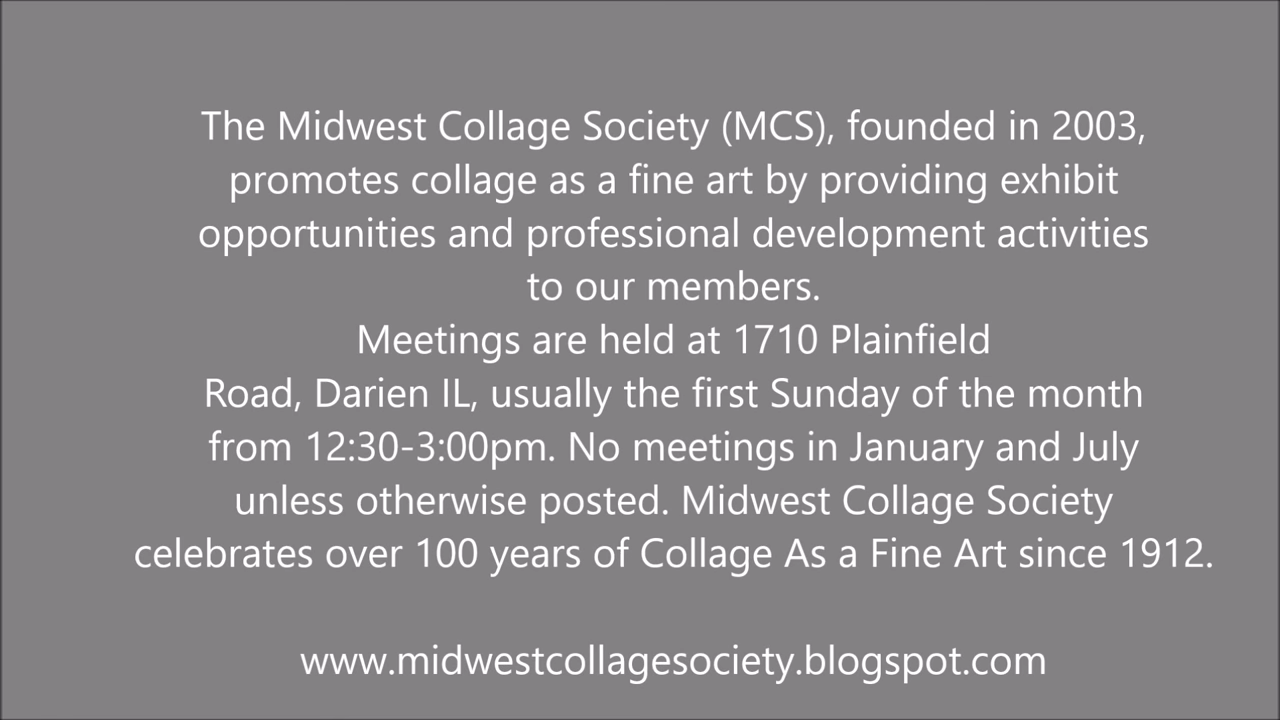 The Midwest Collage Society (MCS), founded in 2003,
promotes collage as a fine art by providing exhibit
opportunities and professional development activities
to our members.
Meetings are held at 1710 Plainfield
Road, Darien IL, usually the first Sunday of the month
from 12:30-3:00pm. No meetings in January and July
unless otherwise posted. Midwest Collage Society
celebrates over 100 years of Collage As a Fine Art since 1912.
www.midwestcollagesociety.blogspot.com